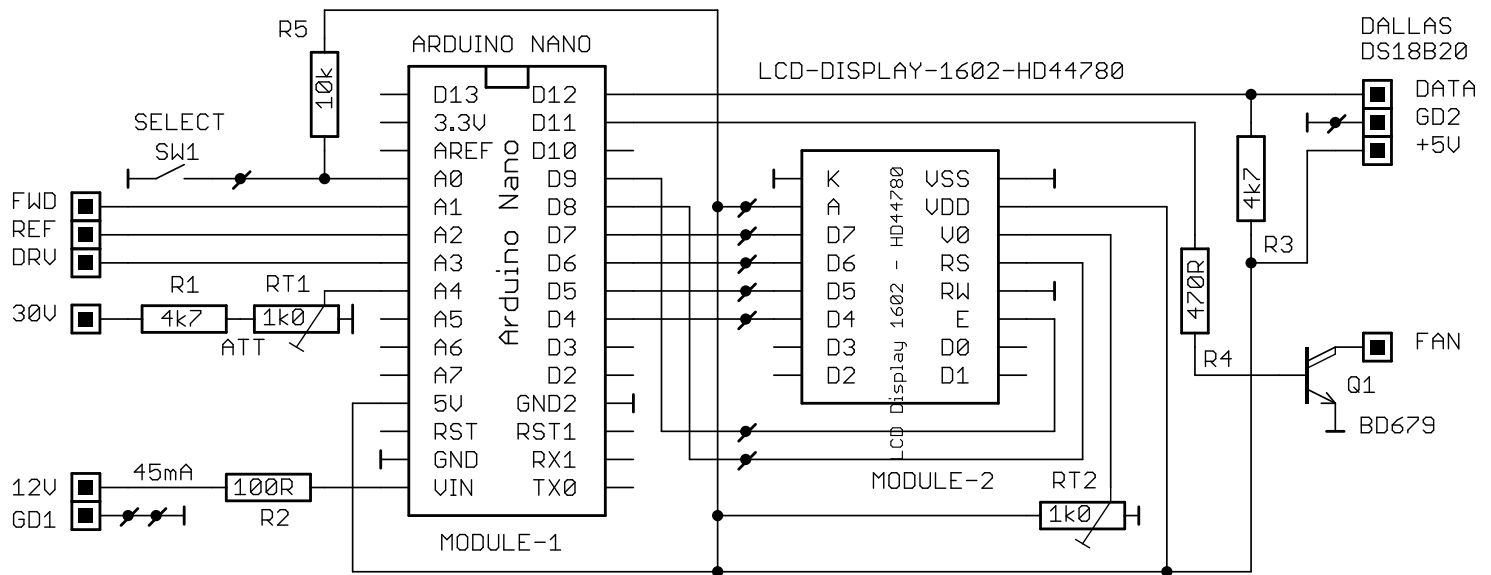 R5
10k
SELECT
SW1
FWD
REF
DRV
30V
R1
4k7
RT1
1k0
ATT
12V
GD1
45mA
100R
R2
ARDUINO NANO
D13 D12
3.3V D11
AREF D10
A0 D9
A1 D8
A2 D7
A3 D6
A4 D5
A5 D4
A6 D3
A7 D2
5V GND2
RST RST1
GND RX1
VIN TX0
Arduino Nano
MODULE-1
LCD-DISPLAY-1602-HD44780
K VSS
A VDD
D7 V0
D6 RS
D5 RW
D4 E
D3 D0
D2 D1
LCD Display 1602 - HD44780
MODULE-2
RT2
1k0
DALLAS
DS18B20
DATA
GD2
+5V
4k7
R3
470R
R4
FAN
Q1
BD679